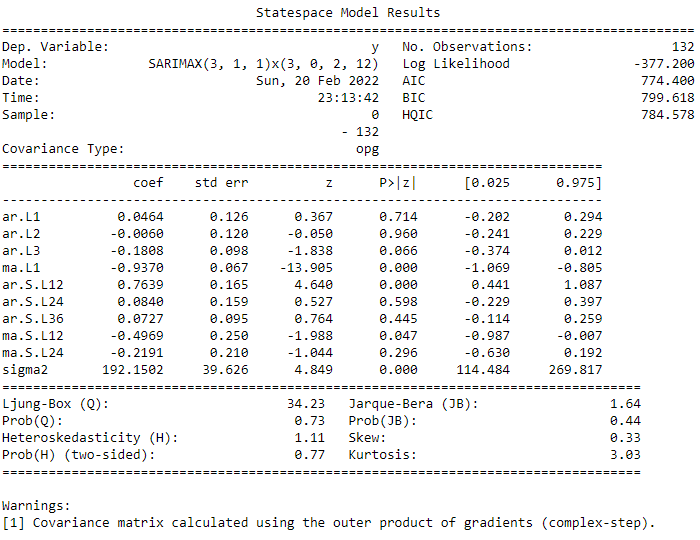 Statespace Model Results
==============================================================================
Dep. Variable: y No. Observations: 132
Model: SARIMAX(3, 1, 1)x(3, 0, 2, 12) Log Likelihood -377.200
Date: Sun, 20 Feb 2022 AIC 774.400
Time: 23:13:42 BIC 799.618
Sample: 0 HQIC 784.578
- 132
Covariance Type: opg
==============================================================================
coef std err z P>|z| [0.025 0.975]
------------------------------------------------------------------------------
ar.L1 0.0464 0.126 0.367 0.714 -0.202 0.294
ar.L2 -0.0060 0.120 -0.050 0.960 -0.241 0.229
ar.L3 -0.1808 0.098 -1.838 0.066 -0.374 0.012
ma.L1 -0.9370 0.067 -13.905 0.000 -1.069 -0.805
ar.S.L12 0.7639 0.165 4.640 0.000 0.441 1.087
ar.S.L24 0.0840 0.159 0.527 0.598 -0.229 0.397
ar.S.L36 0.0727 0.095 0.764 0.445 -0.114 0.259
ma.S.L12 -0.4969 0.250 -1.988 0.047 -0.987 -0.007
ma.S.L24 -0.2191 0.210 -1.044 0.296 -0.630 0.192
sigma2 192.1502 39.626 4.849 0.000 114.484 269.817
==============================================================================
Ljung-Box (Q): 34.23 Jarque-Bera (JB): 1.64
Prob(Q): 0.73 Prob(JB): 0.44
Heteroskedasticity (H): 1.11 Skew: 0.33
Prob(H) (two-sided): 0.77 Kurtosis: 3.03
==============================================================================
Warnings:
[1] Covariance matrix calculated using the outer product of gradients (complex-step).